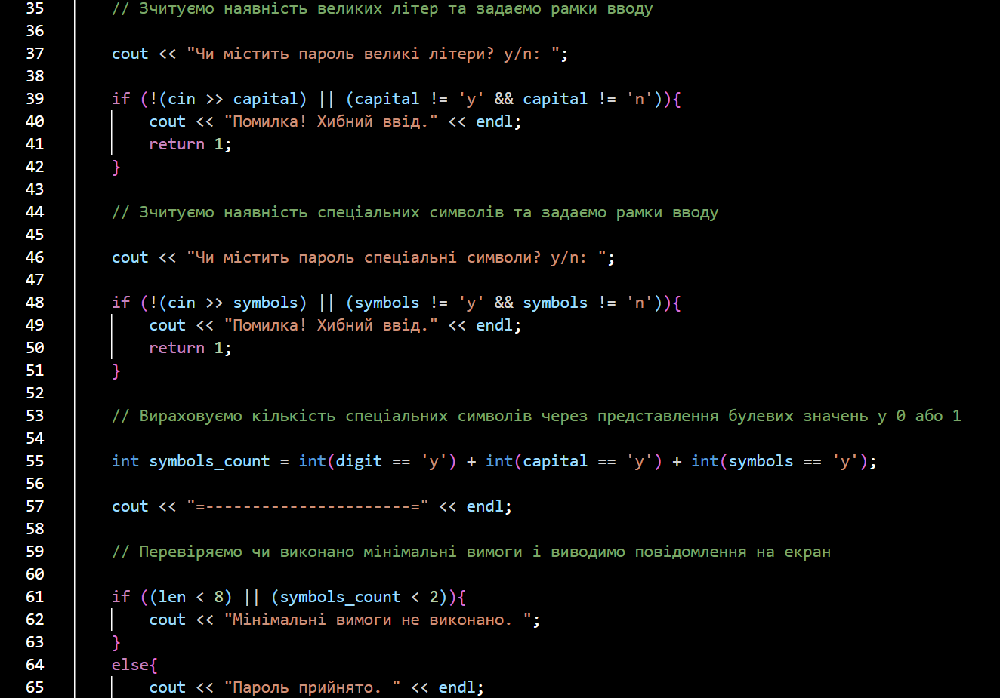 35 // Зчитуємо наявність великих літер та задаємо рамки вводу
36
37 cout << "Чи містить пароль великі літери? y/n: ";
38
39 if (!(cin >> capital) || (capital != 'y' && capital != 'n')){
40 cout << "Помилка! Хибний ввід." << endl;
41 return 1;
42 }
43
44 // Зчитуємо наявність спеціальних символів та задаємо рамки вводу
45
46 cout << "Чи містить пароль спеціальні символи? y/n: ";
47
48 if (!(cin >> symbols) || (symbols != 'y' && symbols != 'n')){
49 cout << "Помилка! Хибний ввід." << endl;
50 return 1;
51 }
52
53 // Вираховуємо кількість спеціальних символів через представлення булевих значень у 0 або 1
54
55 int symbols_count = int(digit == 'y') + int(capital == 'y') + int(symbols == 'y');
56
57 cout << "=----------------------=" << endl;
58
59 // Перевіряємо чи виконано мінімальні вимоги і виводимо повідомлення на екран
60
61 if ((len < 8) || (symbols_count < 2)){
62 cout << "Мінімальні вимоги не виконано. ";
63 }
64 else{
65 cout << "Пароль прийнято. " << endl;